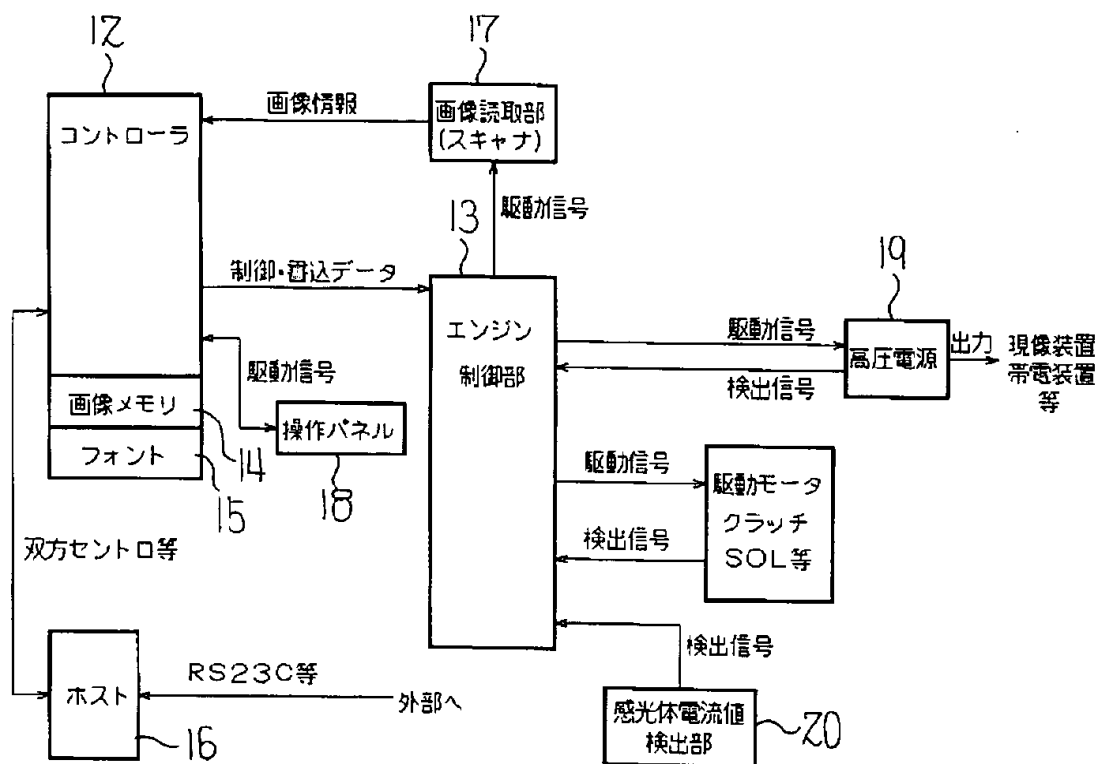 12
17
コントローラ
画像情報
画像読取部
(スキャナ)
駆動信号
13
制御・書込データ
エンジン
制御部
19
駆動信号
高圧電源
出力
現像装置
帯電装置
等
検出信号
駆動信号
操作パネル
18
画像メモリ
14
フォント
15
駆動信号
駆動モータ
クラッチ
SOL等
検出信号
双方セントロ等
検出信号
ホスト
16
RS23C等
外部へ
感光体電流値
検出部
20